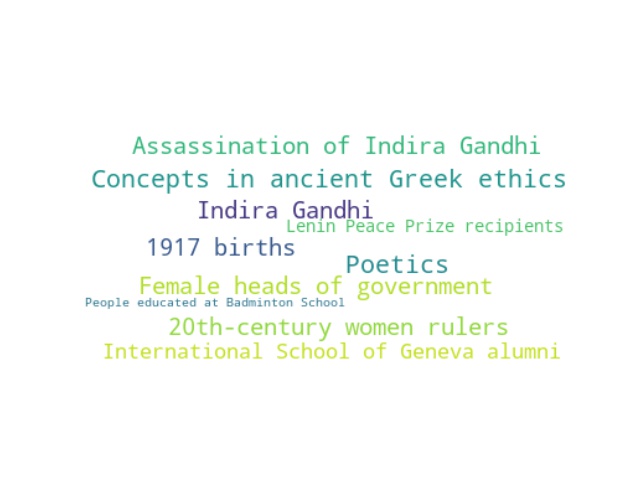 Assassination of Indira Gandhi
Concepts in ancient Greek ethics
Indira Gandhi
Lenin Peace Prize recipients
1917 births
Poetics
Female heads of government
People educated at Badminton School
20th-century women rulers
International School of Geneva alumni